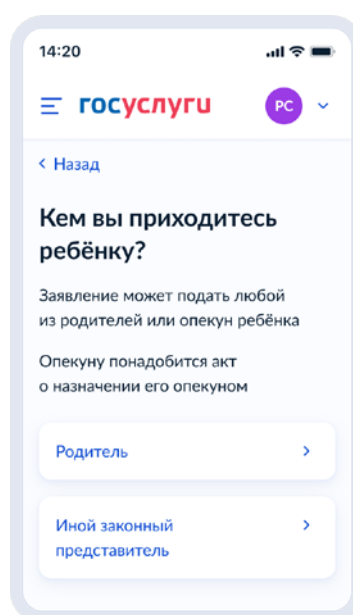 14:20
госуслуги
РС
Назад
Кем вы приходитесь
ребёнку?
Заявление может подать любой
из родителей или опекун ребёнка
Опекуну понадобится акт
о назначении его опекуном
Родитель
Иной законный
представитель